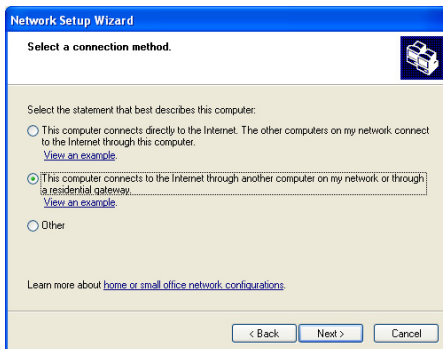 Network Setup Wizard
Select a connection method.
Select the statement that best describes this computer:
This computer connects directly to the Internet. The other computers on my network connect
to the Internet through this computer.
View an example.
This computer connects to the Internet through another computer on my network or through
a residential gateway.
View an example.
Other
Learn more about home or small office network configurations.
< Back
Next >
Cancel